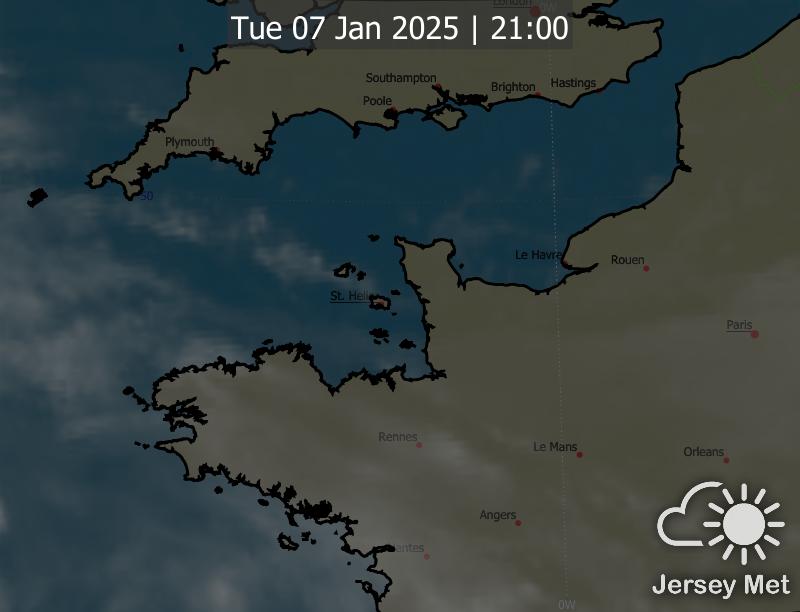 London
0W
Tue 07 Jan 2025 | 21:00
Southampton
Brighton
Hastings
Poole
Plymouth
50
Le Havre
Rouen
St. Helier
Paris
Rennes
Le Mans
Orleans
Angers
Nantes
Jersey Met
0W